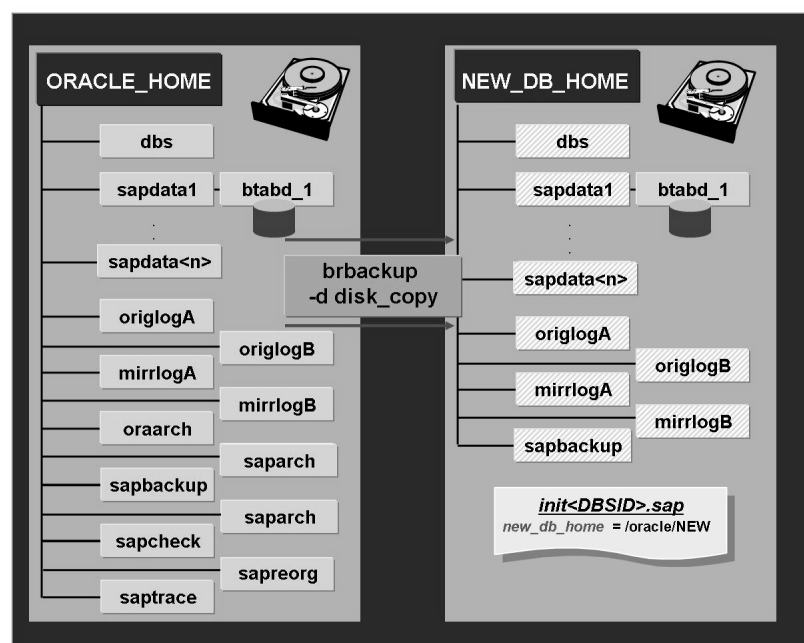 ORACLE_HOME
dbs
sapdata1
btabd_1
.
.
sapdata<n>
origlogA
origlogB
mirrlogA
mirrlogB
oraarch
saparch
sapbackup
saparch
sapcheck
sapreorg
saptrace
brbackup
-d disk_copy
NEW_DB_HOME
dbs
sapdata1
btabd_1
.
.
sapdata<n>
origlogA
origlogB
mirrlogA
mirrlogB
sapbackup
init<DBSID>.sap
new_db_home = /oracle/NEW